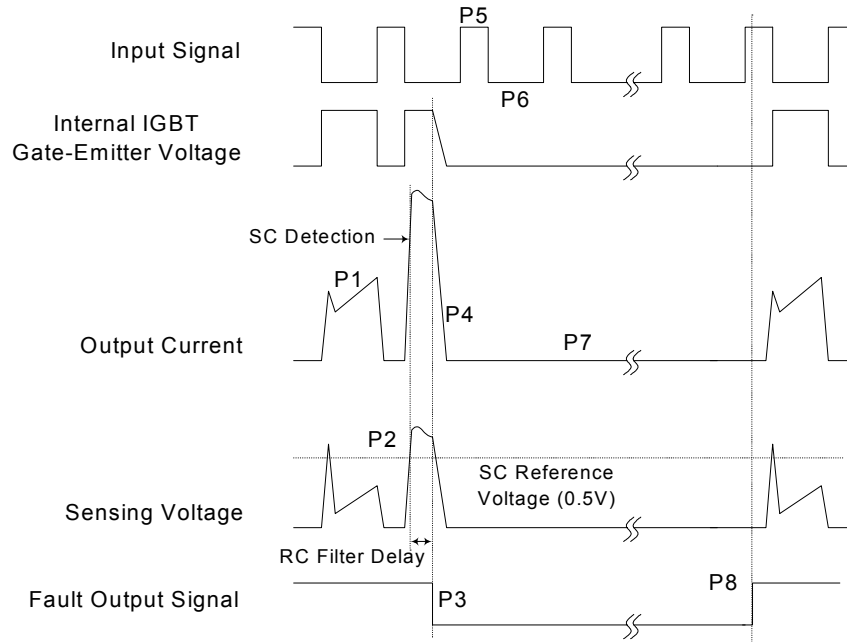 P5
Input Signal
P6
Internal IGBT
Gate-Emitter Voltage
SC Detection
P1
P4
Output Current
P7
P2
SC Reference
Voltage (0.5V)
Sensing Voltage
RC Filter Delay
P8
Fault Output Signal
P3